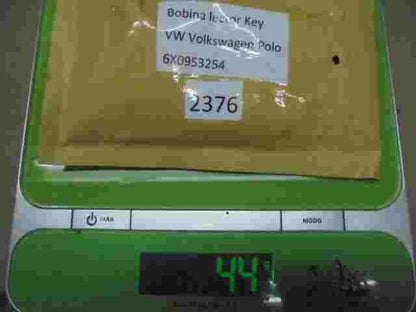 Bobina lector Key
VW Volkswagen Polo
6X0953254
2376
TARA
MODO
44